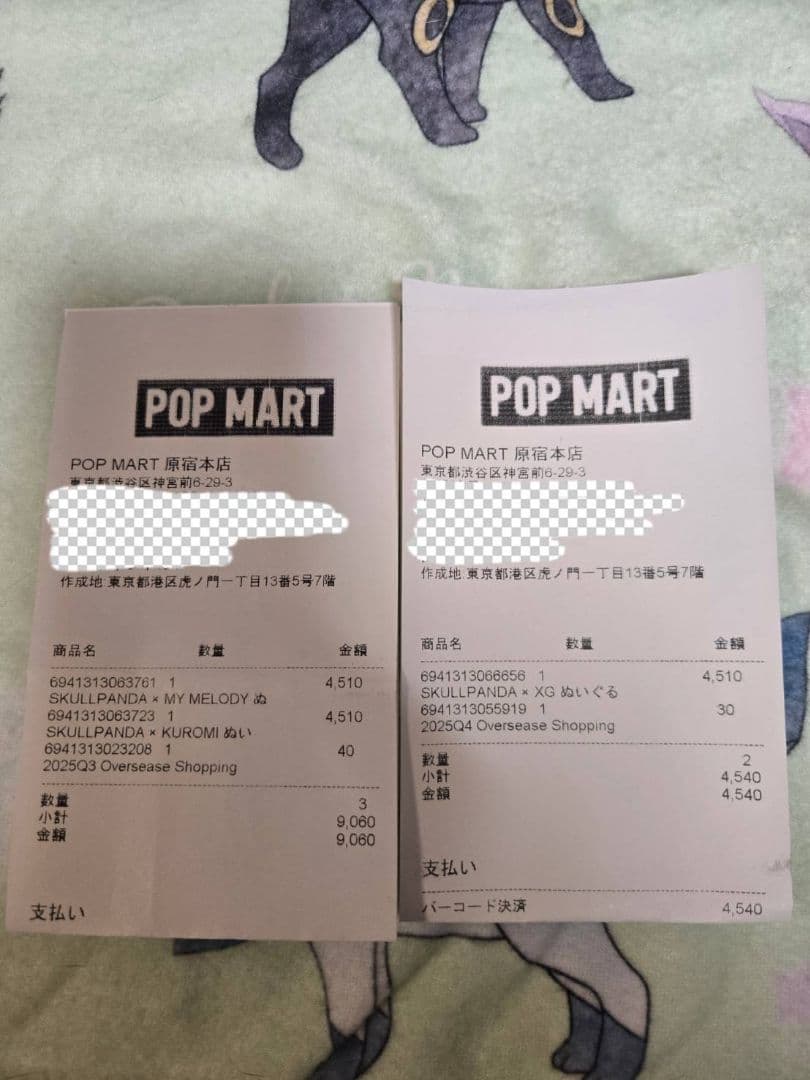 POP MART
POP MART 原宿本店
東京都渋谷区神宮前6-29-3
作成地:東京都港区虎ノ門一丁目13番5号7階
商品名 数量 金額
6941313063761 1 4,510
SKULLPANDA × MY MELODY ぬ
6941313063723 1 4,510
SKULLPANDA × KUROMI ぬい
6941313023208 1 40
2025Q3 Oversease Shopping
数量 3
小計 9,060
金額 9,060
支払い
POP MART
POP MART 原宿本店
東京都渋谷区神宮前6-29-3
作成地:東京都港区虎ノ門一丁目13番5号7階
商品名 数量 金額
6941313066656 1 4,510
SKULLPANDA × XG ぬいぐる
6941313055919 1 30
2025Q4 Oversease Shopping
数量 2
小計 4,540
金額 4,540
支払い
バーコード決済 4,540